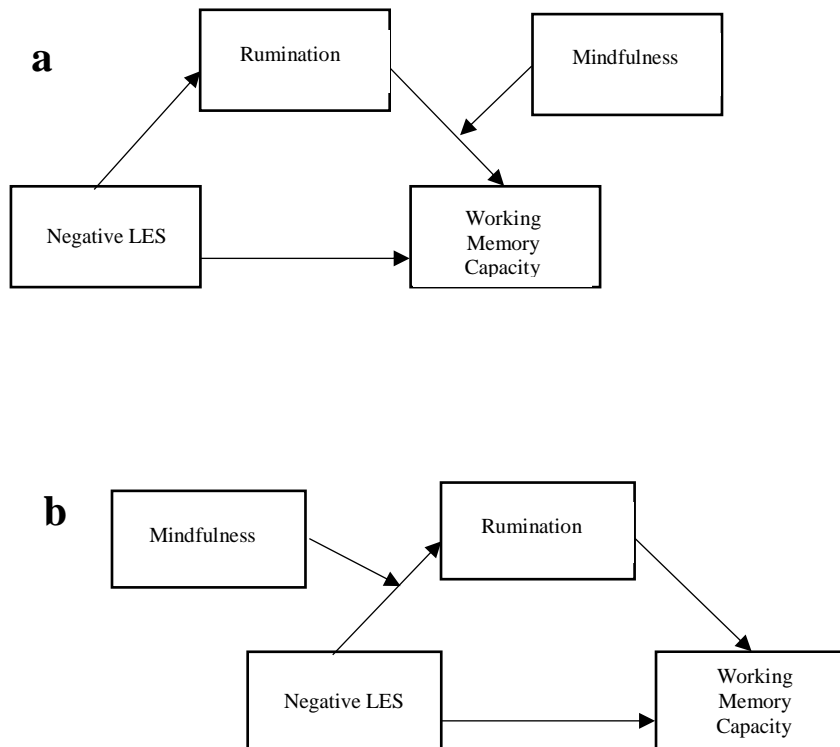 a
Rumination
Mindfulness
Negative LES
Working
Memory
Capacity
b
Mindfulness
Rumination
Negative LES
Working
Memory
Capacity